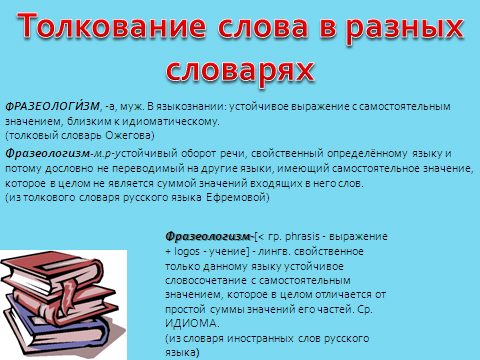 Толкование слова в разных
словарях
ФРАЗЕОЛОГИ́ЗМ, -а, муж. В языкознании: устойчивое выражение с самостоятельным
значением, близким к идиоматическому.
(толковый словарь Ожегова)
Фразеологизм-м.р-устойчивый оборот речи, свойственный определённому языку и
потому дословно не переводимый на другие языки, имеющий самостоятельное значение,
которое в целом не является суммой значений входящих в него слов.
(из толкового словаря русского языка Ефремовой)
Фразеологизм-[< гр. phrasis - выражение
+ logos - учение] - лингв. свойственное
только данному языку устойчивое
словосочетание с самостоятельным
значением, которое в целом отличается от
простой суммы значений его частей. Ср.
ИДИОМА.
(из словаря иностранных слов русского
языка)